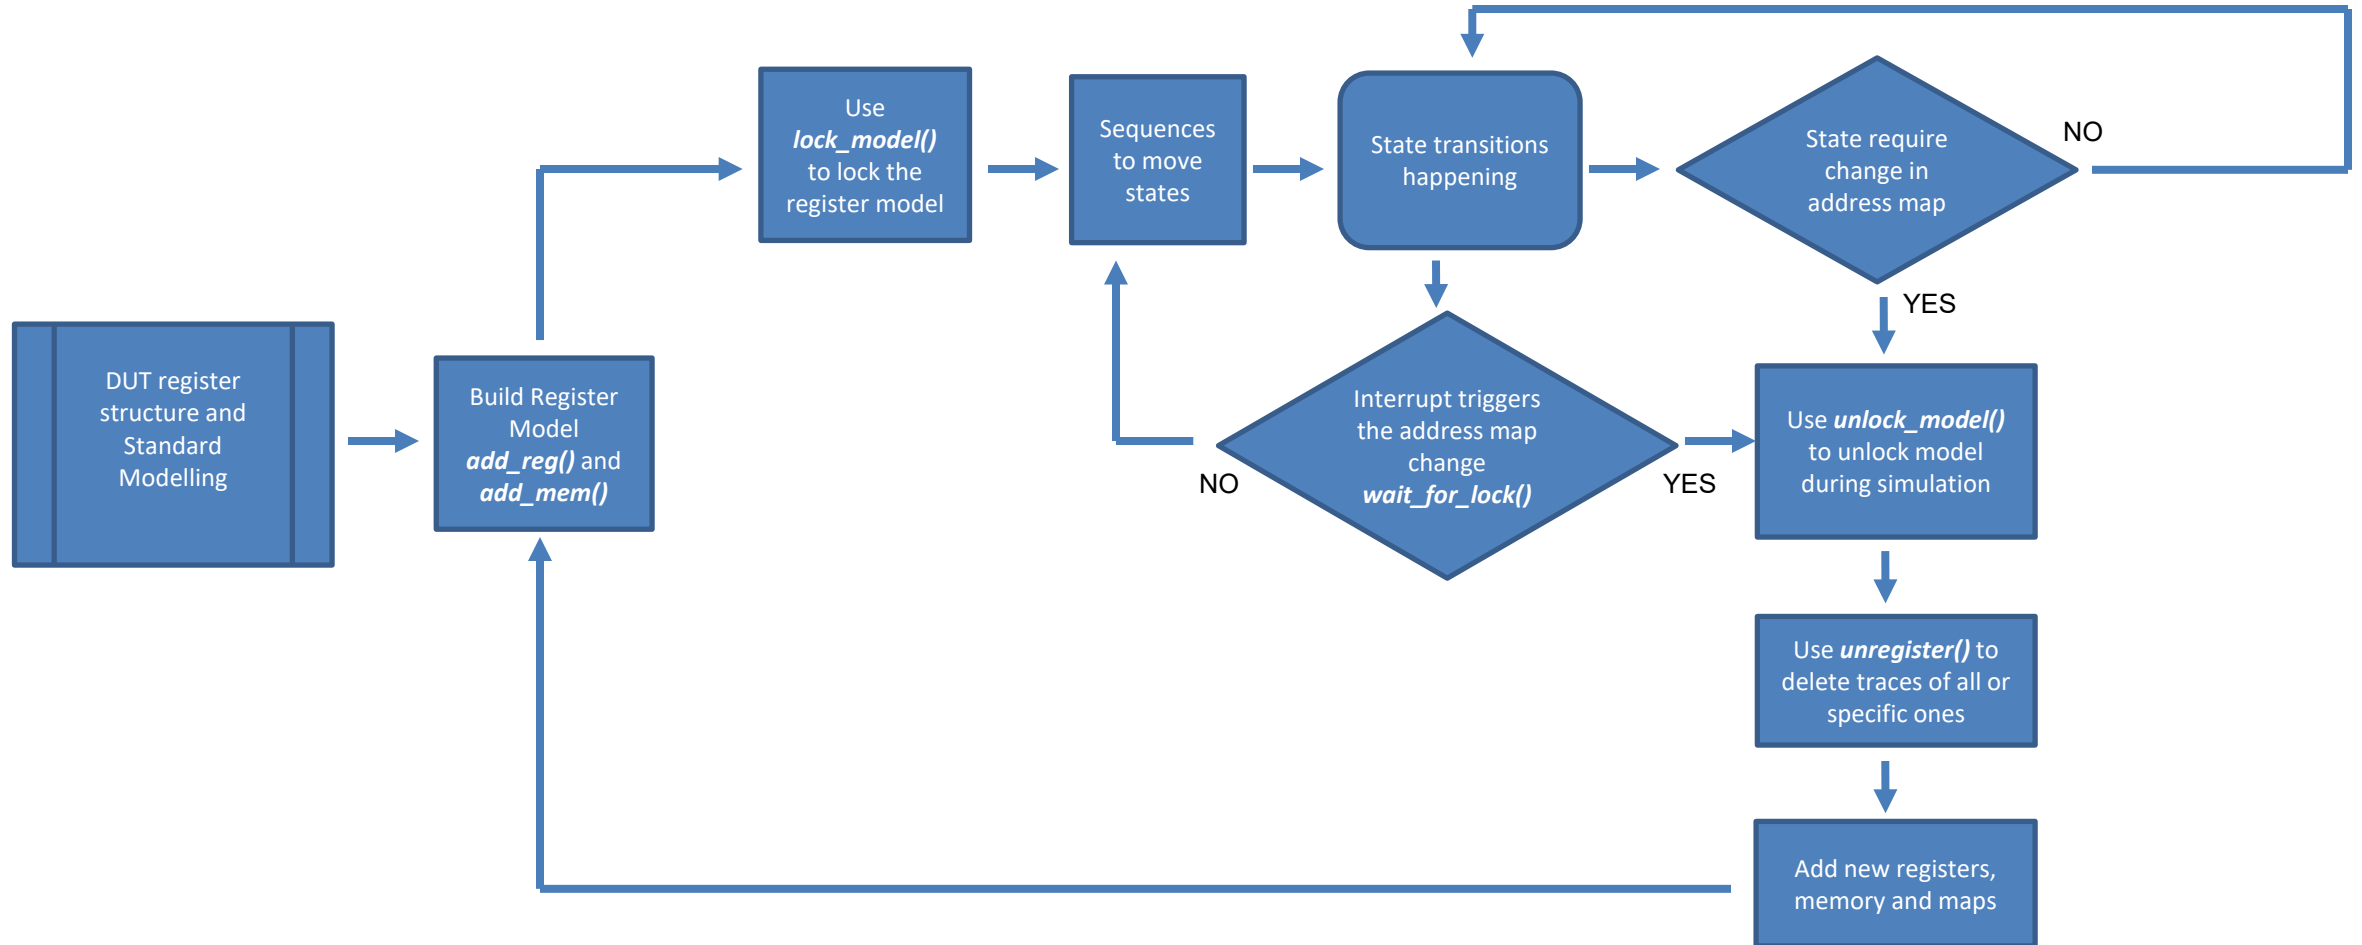 Use
lock_model()
to lock the
register model
Sequences
to move
states
State transitions
happening
State require
change in
address map
NO
YES
DUT register
structure and
Standard
Modelling
Build Register
Model
add_reg() and
add_mem()
Interrupt triggers
the address map
change
wait_for_lock()
NO
YES
Use unlock_model()
to unlock model
during simulation
Use unregister() to
delete traces of all or
specific ones
Add new registers,
memory and maps